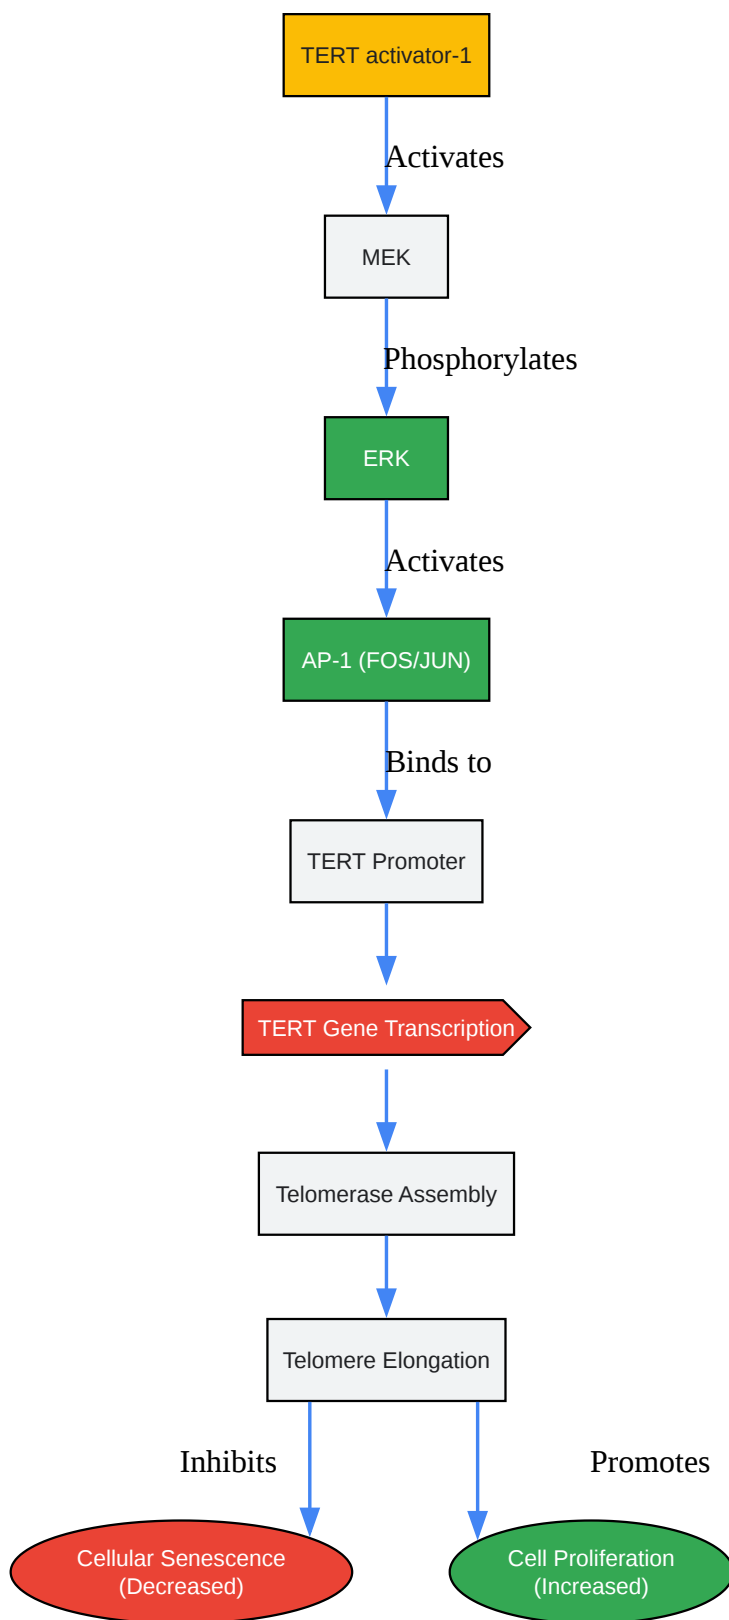 TERT activator-1
Activates
MEK
Phosphorylates
ERK
Activates
AP-1 (FOS/JUN)
Binds to
TERT Promoter
TERT Gene Transcription
Telomerase Assembly
Telomere Elongation
Inhibits
Promotes
Cellular Senescence
(Decreased)
Cell Proliferation
(Increased)